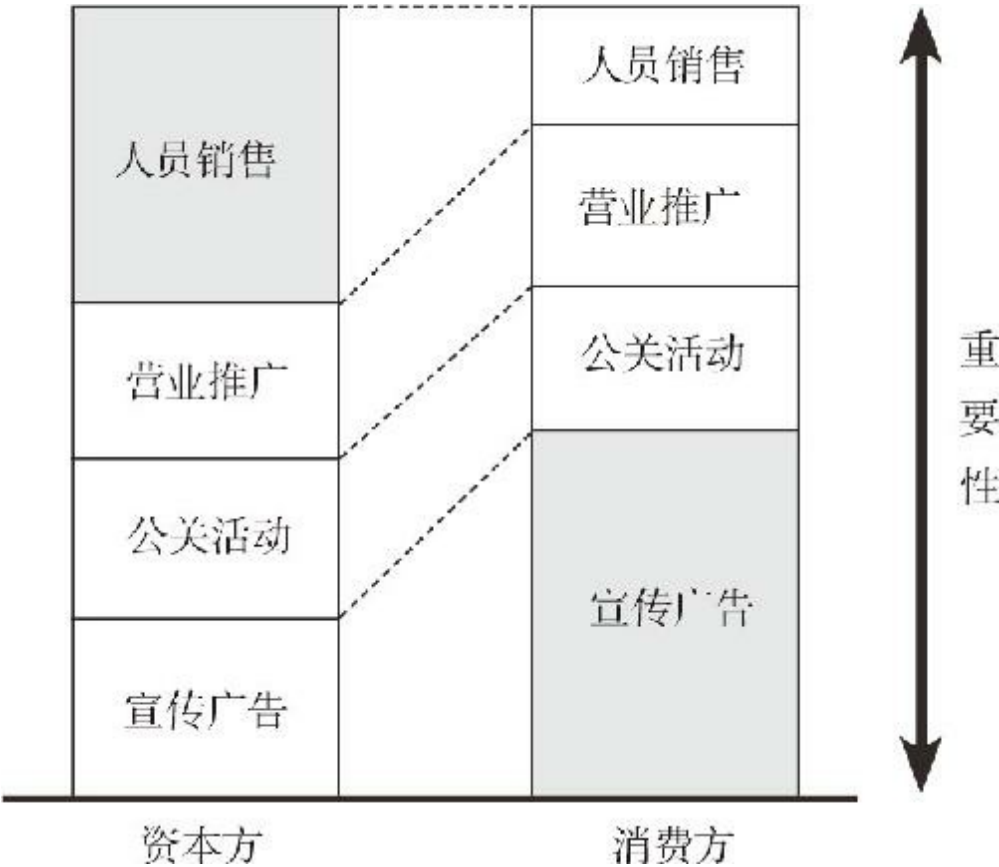 人员销售
营业推广
公关活动
宣传广告
人员销售
营业推广
公关活动
宣传广告
资本方
消费方
重
要
性